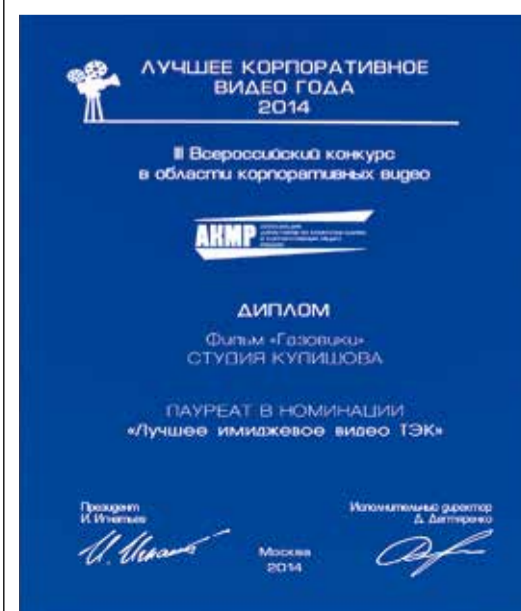 ЛУЧШЕЕ КОРПОРАТИВНОЕ
ВИДЕО ГОДА
2014
III Всероссийский конкурс
в области корпоративных видео
АКМР
ДИПЛОМ
Фильм «Газовики»
СТУДИЯ КУЛИШОВА
ЛАУРЕАТ В НОМИНАЦИИ
«Лучшее имиджевое видео ТЭК»
Президент
И. Игнатьев
Исполнительный директор
Д. Дегтяренко
Москва
2014